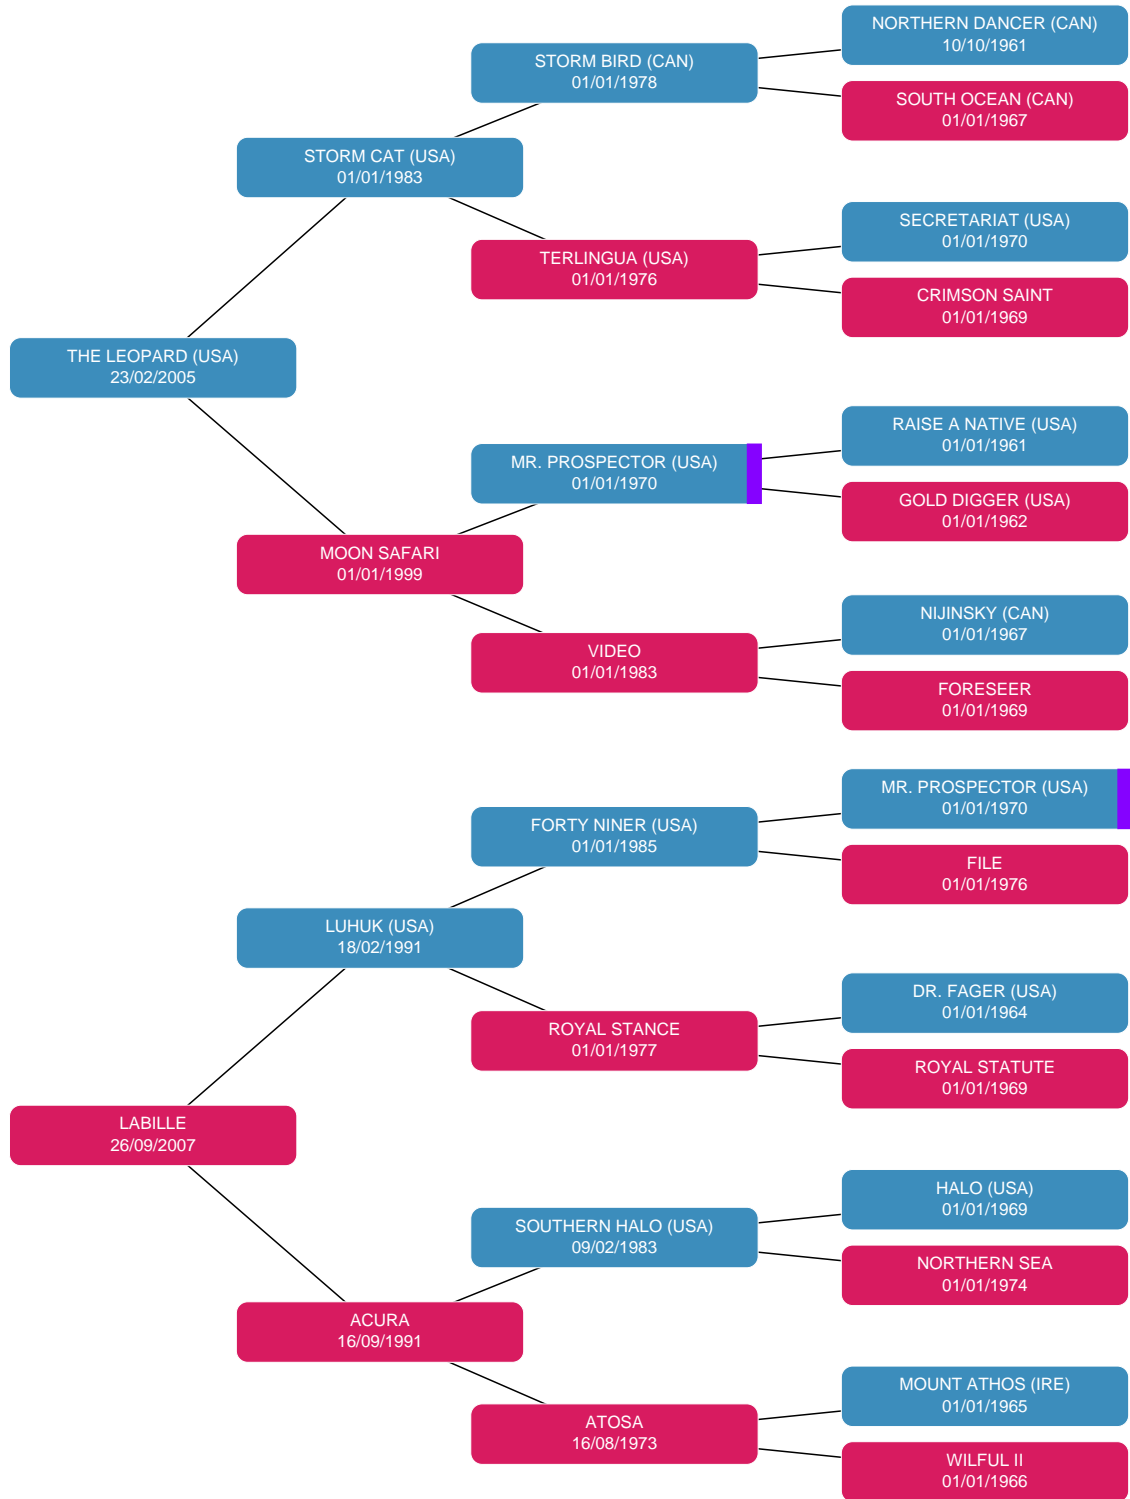 NORTHERN DANCER (CAN)
10/10/1961
STORM BIRD (CAN)
01/01/1978
SOUTH OCEAN (CAN)
01/01/1967
STORM CAT (USA)
01/01/1983
SECRETARIAT (USA)
01/01/1970
TERLINGUA (USA)
01/01/1976
CRIMSON SAINT
01/01/1969
THE LEOPARD (USA)
23/02/2005
RAISE A NATIVE (USA)
01/01/1961
MR. PROSPECTOR (USA)
01/01/1970
GOLD DIGGER (USA)
01/01/1962
MOON SAFARI
01/01/1999
NIJINSKY (CAN)
01/01/1967
VIDEO
01/01/1983
FORESEER
01/01/1969
MR. PROSPECTOR (USA)
01/01/1970
FORTY NINER (USA)
01/01/1985
FILE
01/01/1976
LUHUK (USA)
18/02/1991
DR. FAGER (USA)
01/01/1964
ROYAL STANCE
01/01/1977
ROYAL STATUTE
01/01/1969
LABILLE
26/09/2007
HALO (USA)
01/01/1969
SOUTHERN HALO (USA)
09/02/1983
NORTHERN SEA
01/01/1974
ACURA
16/09/1991
MOUNT ATHOS (IRE)
01/01/1965
ATOSA
16/08/1973
WILFUL II
01/01/1966